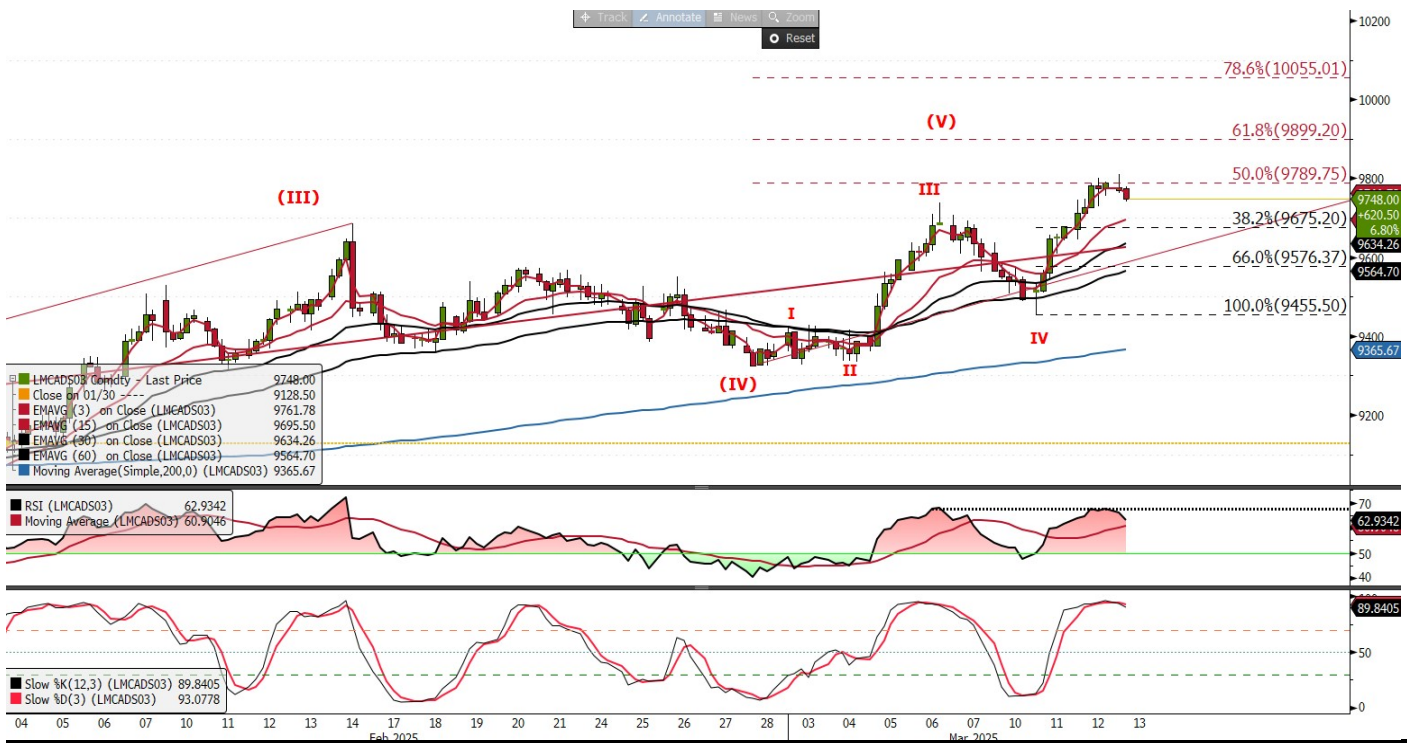 Track Annotate News Zoom
Reset
10200
78.6%(10055.01)
10000
(V)
61.8%(9899.20)
(III)
III
50.0%(9789.75)
9800
9748.00
+620.50
6.80%
38.2%(9675.20)
9634.26
9600
66.0%(9576.37)
9564.70
I
100.0%(9455.50)
IV
9400
II
9365.67
(IV)
LMCADS03 Comdty - Last Price 9748.00
Close on 01/30 ---- 9128.50
EMAVG (3) on Close (LMCADS03) 9761.78
EMAVG (15) on Close (LMCADS03) 9695.50
EMAVG (30) on Close (LMCADS03) 9634.26
EMAVG (60) on Close (LMCADS03) 9564.70
Moving Average(Simple,200,0) (LMCADS03) 9365.67
9200
RSI (LMCADS03) 62.9342
Moving Average (LMCADS03) 60.9046
70
62.9342
50
40
100
89.8405
50
Slow %K(12,3) (LMCADS03) 89.8405
Slow %D(3) (LMCADS03) 93.0778
0
04 05 06 07 10 11 12 13 14 17 18 19 20 21 24 25 26 27 28 03 04 05 06 07 10 11 12 13
Feb 2025 Mar 2025